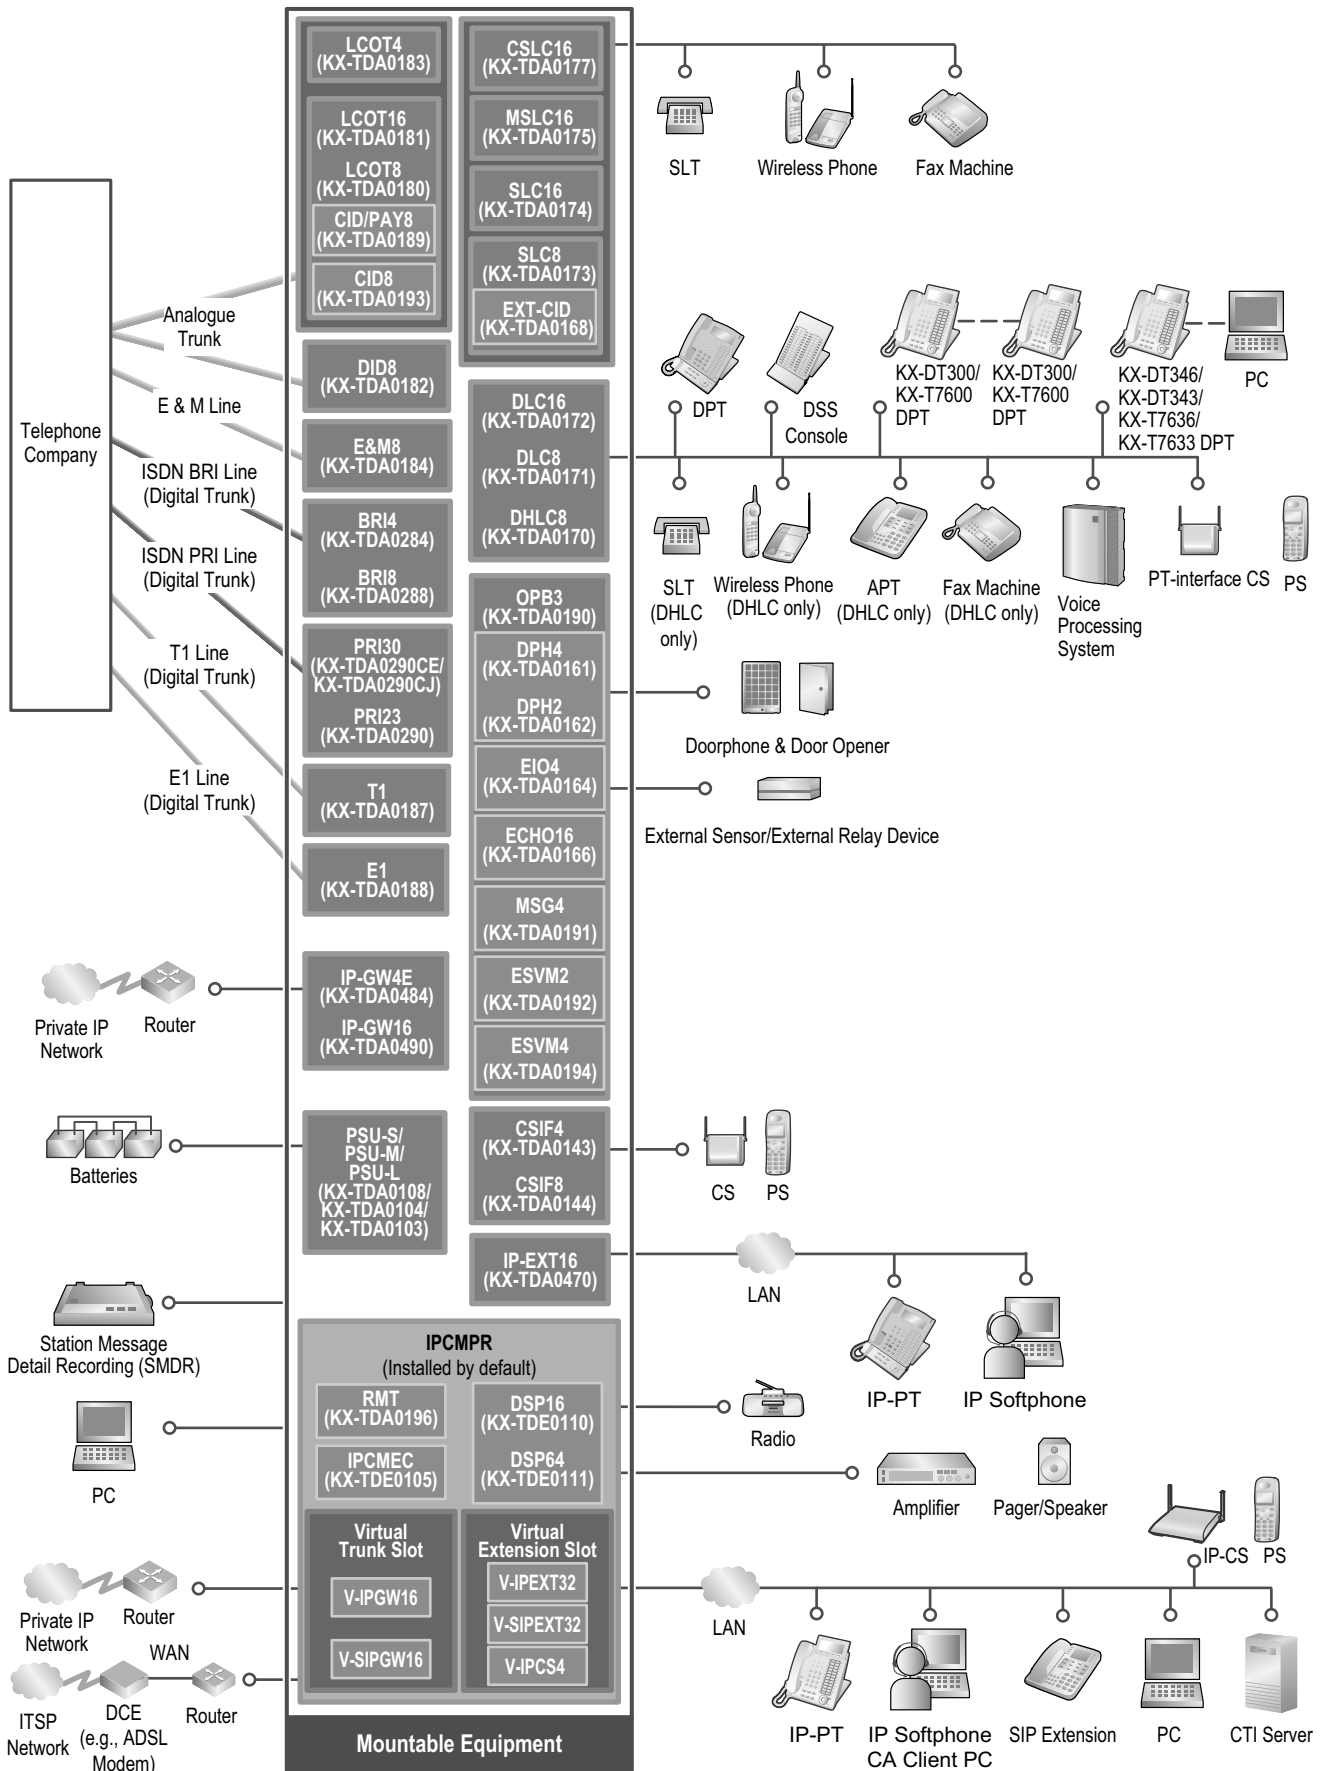 LCOT4
(KX-TDA0183)
LCOT16
(KX-TDA0181)
LCOT8
(KX-TDA0180)
CID/PAY8
(KX-TDA0189)
CID8
(KX-TDA0193)
CSLC16
(KX-TDA0177)
MSLC16
(KX-TDA0175)
SLC16
(KX-TDA0174)
SLC8
(KX-TDA0173)
EXT-CID
(KX-TDA0168)
SLT
Wireless Phone
Fax Machine
Telephone
Company
Analogue
Trunk
E & M Line
ISDN BRI Line
(Digital Trunk)
ISDN PRI Line
(Digital Trunk)
T1 Line
(Digital Trunk)
E1 Line
(Digital Trunk)
DID8
(KX-TDA0182)
E&M8
(KX-TDA0184)
BRI4
(KX-TDA0284)
BRI8
(KX-TDA0288)
PRI30
(KX-TDA0290CE/
KX-TDA0290CJ)
PRI23
(KX-TDA0290)
T1
(KX-TDA0187)
E1
(KX-TDA0188)
DLC16
(KX-TDA0172)
DLC8
(KX-TDA0171)
DHLC8
(KX-TDA0170)
DPT
DSS
Console
KX-DT300/
KX-T7600
DPT
KX-DT300/
KX-T7600
DPT
KX-DT346/
KX-DT343/
KX-T7636/
KX-T7633 DPT
PC
SLT
(DHLC
only)
Wireless Phone
(DHLC only)
APT
(DHLC only)
Fax Machine
(DHLC only)
Voice
Processing
System
PT-interface CS
PS
OPB3
(KX-TDA0190)
DPH4
(KX-TDA0161)
DPH2
(KX-TDA0162)
EIO4
(KX-TDA0164)
ECHO16
(KX-TDA0166)
MSG4
(KX-TDA0191)
ESVM2
(KX-TDA0192)
ESVM4
(KX-TDA0194)
Doorphone & Door Opener
External Sensor/External Relay Device
Private IP
Network
Router
IP-GW4E
(KX-TDA0484)
IP-GW16
(KX-TDA0490)
Batteries
PSU-S/
PSU-M/
PSU-L
(KX-TDA0108/
KX-TDA0104/
KX-TDA0103)
CSIF4
(KX-TDA0143)
CSIF8
(KX-TDA0144)
CS
PS
IP-EXT16
(KX-TDA0470)
LAN
IP-PT
IP Softphone
Station Message
Detail Recording (SMDR)
PC
IPCMPR
(Installed by default)
RMT
(KX-TDA0196)
IPCMEC
(KX-TDE0105)
DSP16
(KX-TDE0110)
DSP64
(KX-TDE0111)
Radio
Amplifier
Pager/Speaker
Virtual
Trunk Slot
V-IPGW16
V-SIPGW16
Virtual
Extension Slot
V-IPEXT32
V-SIPEXT32
V-IPCS4
IP-CS
PS
LAN
IP-PT
IP Softphone
CA Client PC
SIP Extension
PC
CTI Server
Private IP
Network
Router
WAN
ITSP
Network
DCE
(e.g., ADSL
Modem)
Router
Mountable Equipment